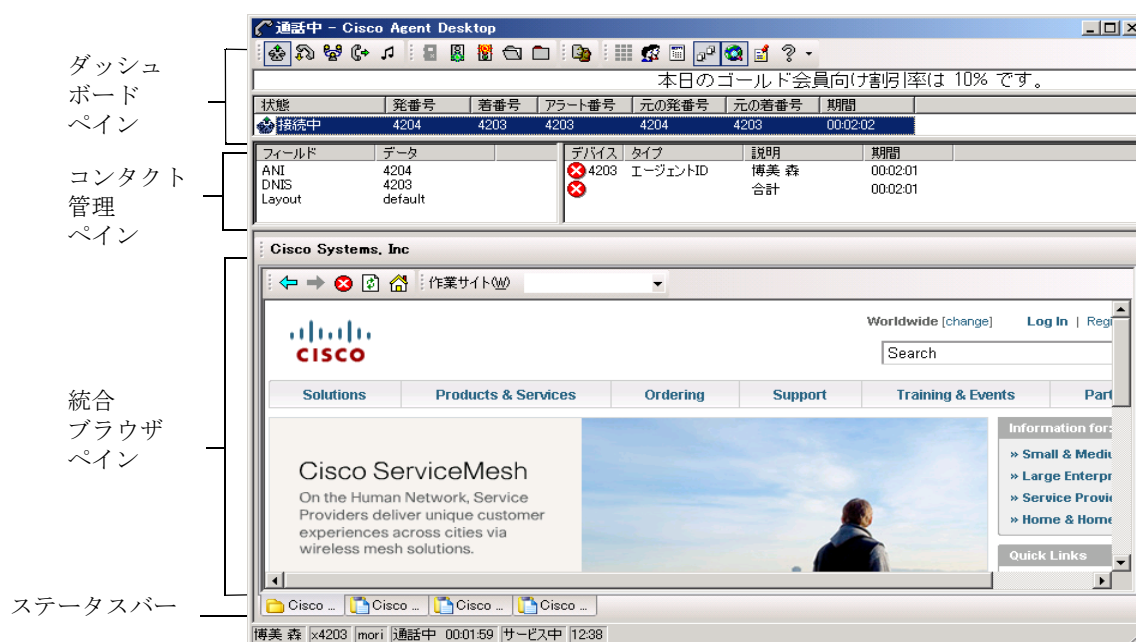 通話中 - Cisco Agent Desktop
ダッシュ
ボード
ペイン
本日のゴールド会員向け割引率は 10% です。
状態 発番号 着番号 アラート番号 元の発番号 元の着番号 期間
接続中 4204 4203 4203 4204 4203 00:02:02
コンタクト
管理
ペイン
フィールド データ
ANI 4204
DNIS 4203
Layout default
デバイス タイプ 説明 期間
4203 エージェントID 博美 森 00:02:01
合計 00:02:01
統合
ブラウザ
ペイン
Cisco Systems, Inc
作業サイト(W)
Worldwide [change] Log In | Regi
CISCO
Search
Solutions Products & Services Ordering Support Training & Events Part
Cisco ServiceMesh
On the Human Network, Service
Providers deliver unique customer
experiences across cities via
wireless mesh solutions.
Information for:
» Small & Mediu
» Large Enterpr
» Service Provi
» Home & Home
Quick Links
ステータスバー
Cisco ... Cisco ... Cisco ... Cisco ...
博美 森 x4203 mori 通話中 00:01:59 サービス中 12:38